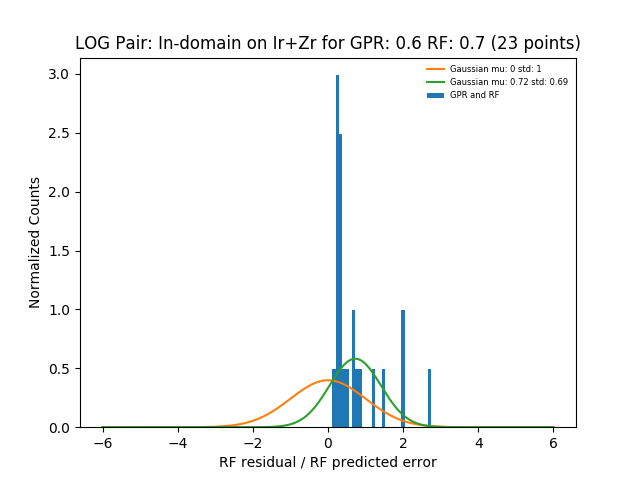 LOG Pair: In-domain on Ir+Zr for GPR: 0.6 RF: 0.7 (23 points)
Gaussian mu: 0 std: 1
Gaussian mu: 0.72 std: 0.69
GPR and RF
Normalized Counts
3.0
2.5
2.0
1.5
1.0
0.5
0.0
−6 −4 −2 0 2 4 6
RF residual / RF predicted error